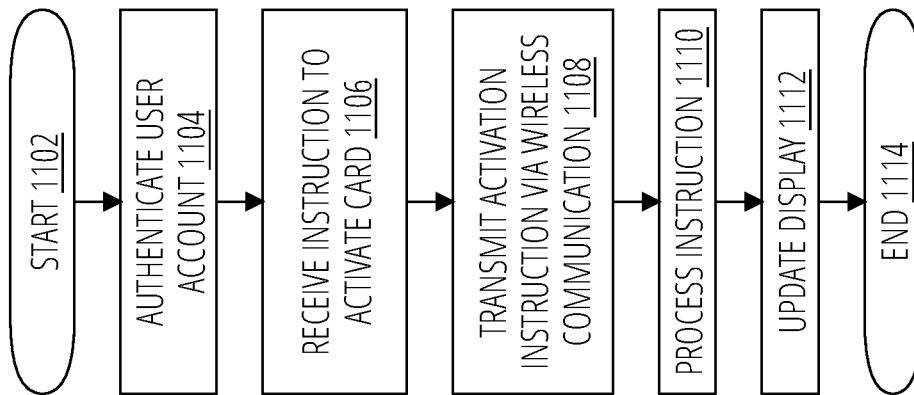 START 1102
AUTHENTICATE USER
ACCOUNT 1104
RECEIVE INSTRUCTION TO
ACTIVATE CARD 1106
TRANSMIT ACTIVATION
INSTRUCTION VIA WIRELESS
COMMUNICATION 1108
PROCESS INSTRUCTION 1110
UPDATE DISPLAY 1112
END 1114